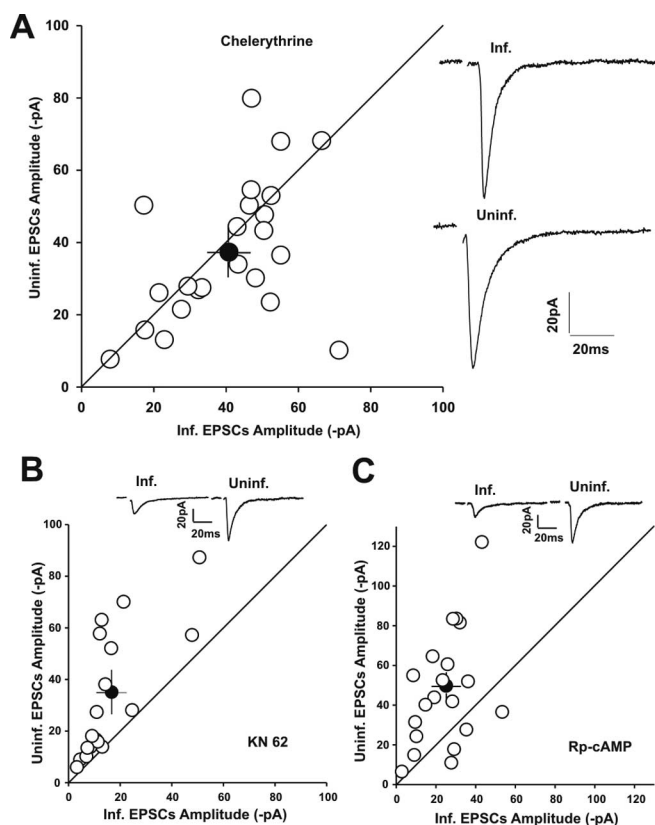 A
Chelerythrine
Uninf. EPSCs Amplitude (-pA)
100
80
60
40
20
0
0 20 40 60 80 100
Inf. EPSCs Amplitude (-pA)
Inf.
Uninf.
20pA
20ms
B
Inf. Uninf.
20pA
20ms
Uninf. EPSCs Amplitude (-pA)
100
80
60
40
20
0
KN 62
0 20 40 60 80 100
Inf. EPSCs Amplitude (-pA)
C
Inf. Uninf.
20pA
20ms
Uninf. EPSCs Amplitude (-pA)
120
100
80
60
40
20
0
Rp-cAMP
0 20 40 60 80 100 120
Inf. EPSCs Amplitude (-pA)